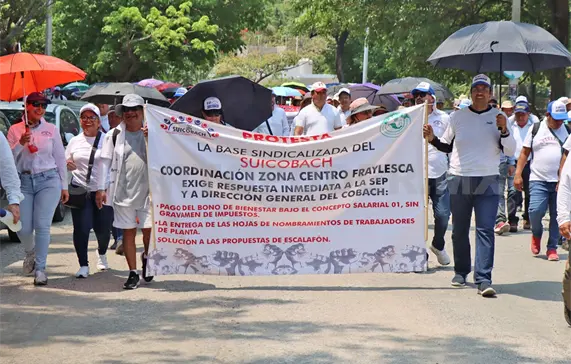 SUICOBACH
PROTESTA
LA BASE SINDICALIZADA DEL
SUICOBACH
COORDINACIÓN ZONA CENTRO FRAYLESCA
EXIGE RESPUESTA INMEDIATA A LA SEP
Y A DIRECCIÓN GENERAL DEL COBACH:
*PAGO DEL BONO DE BIENESTAR BAJO EL CONCEPTO SALARIAL 01, SIN
GRAVAMEN DE IMPUESTOS.
*LA ENTREGA DE LAS HOJAS DE NOMBRAMIENTOS DE TRABAJADORES
DE PLANTA.
*SOLUCIÓN A LAS PROPUESTAS DE ESCALAFÓN.